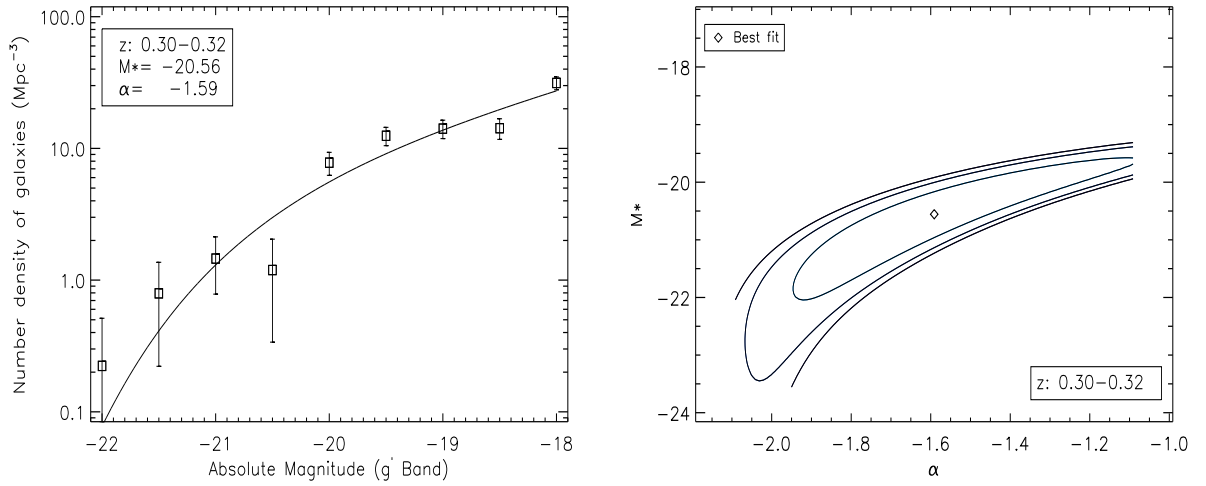 100.0
10.0
1.0
0.1
Number density of galaxies (Mpc⁻³)
z: 0.30−0.32
M∗= −20.56
α= −1.59
−22 −21 −20 −19 −18
Absolute Magnitude (g' Band)
−18
−20
−22
−24
M∗
◇ Best fit
z: 0.30−0.32
−2.0 −1.8 −1.6 −1.4 −1.2 −1.0
α